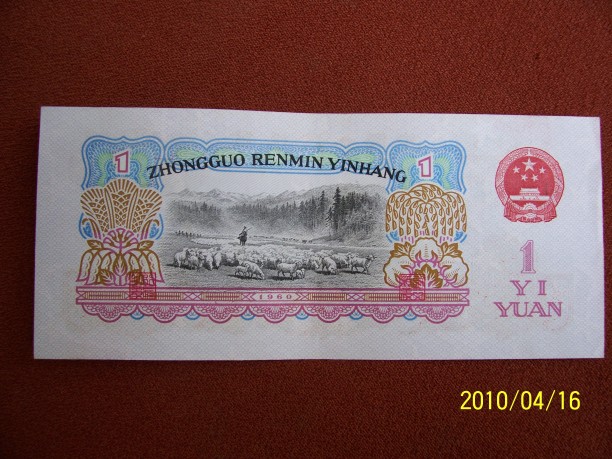 1 ZHONGGUO RENMIN YINHANG 1
1960
1
YI
YUAN
2010/04/16